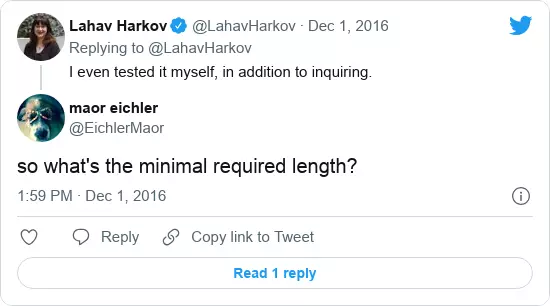 Lahav Harkov @LahavHarkov · Dec 1, 2016
Replying to @LahavHarkov
I even tested it myself, in addition to inquiring.
maor eichler
@EichlerMaor
so what's the minimal required length?
1:59 PM · Dec 1, 2016
Reply Copy link to Tweet
Read 1 reply